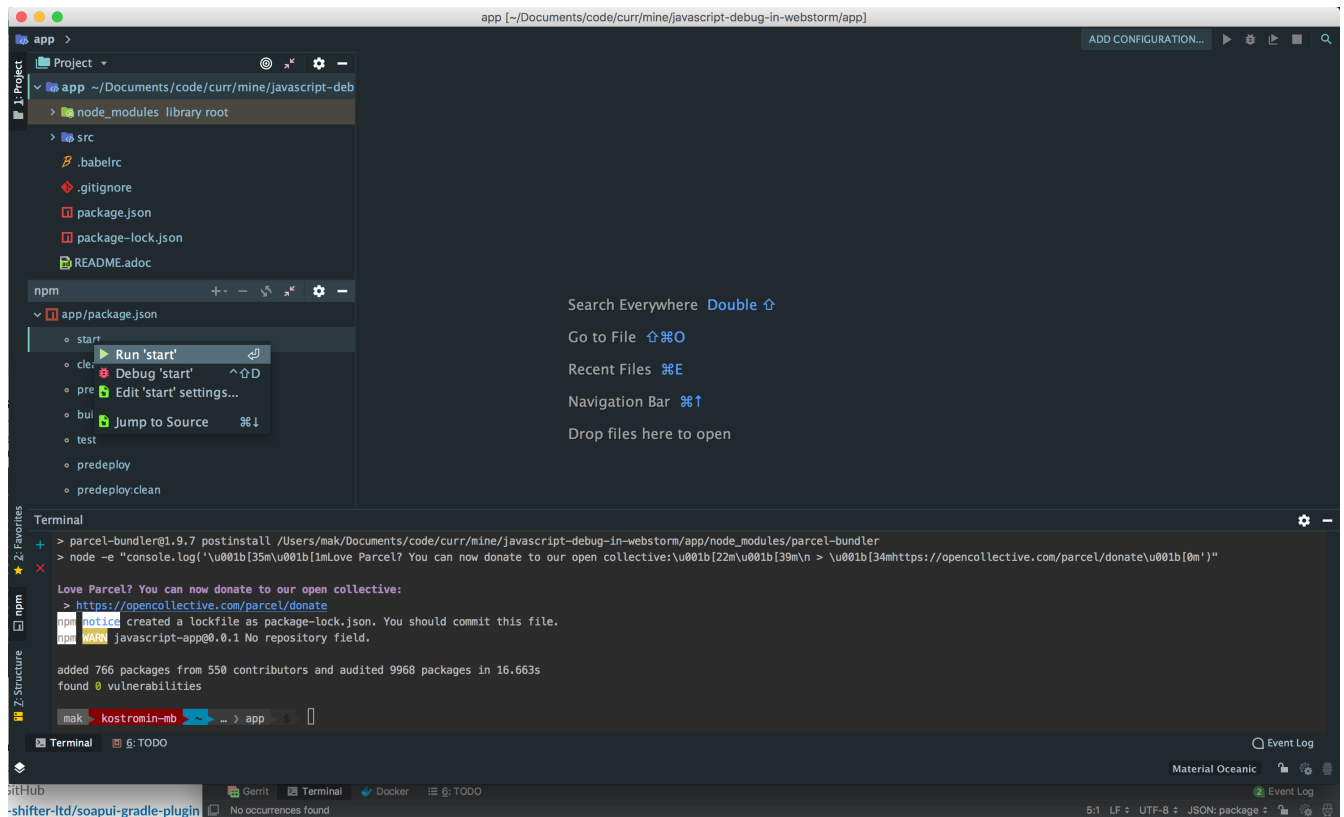 app [~/Documents/code/curr/mine/javascript-debug-in-webstorm/app]
app
ADD CONFIGURATION...
1: Project
Project
app ~/Documents/code/curr/mine/javascript-deb
node_modules library root
src
.babelrc
.gitignore
package.json
package-lock.json
README.adoc
npm
app/package.json
start
Run 'start' ⏎
clea
Debug 'start' ^⇧D
pre
Edit 'start' settings...
bui
Jump to Source ⌘↓
test
predeploy
predeploy:clean
Search Everywhere Double ⇧
Go to File ⇧⌘O
Recent Files ⌘E
Navigation Bar ⌘↑
Drop files here to open
2: Favorites
npm
Z: Structure
Terminal
> parcel-bundler@1.9.7 postinstall /Users/mak/Documents/code/curr/mine/javascript-debug-in-webstorm/app/node_modules/parcel-bundler
> node -e "console.log('\u001b[35m\u001b[1mLove Parcel? You can now donate to our open collective:\u001b[22m\u001b[39m\n > \u001b[34mhttps://opencollective.com/parcel/donate\u001b[0m')"
Love Parcel? You can now donate to our open collective:
> https://opencollective.com/parcel/donate
npm notice created a lockfile as package-lock.json. You should commit this file.
npm WARN javascript-app@0.0.1 No repository field.
added 766 packages from 550 contributors and audited 9968 packages in 16.663s
found 0 vulnerabilities
mak kostromin-mb ~ … ❯ app $
Terminal 6: TODO Event Log
Material Oceanic
GitHub
Gerrit Terminal Docker 6: TODO 2 Event Log
-shifter-ltd/soapui-gradle-plugin No occurrences found 5:1 LF UTF-8 JSON: package